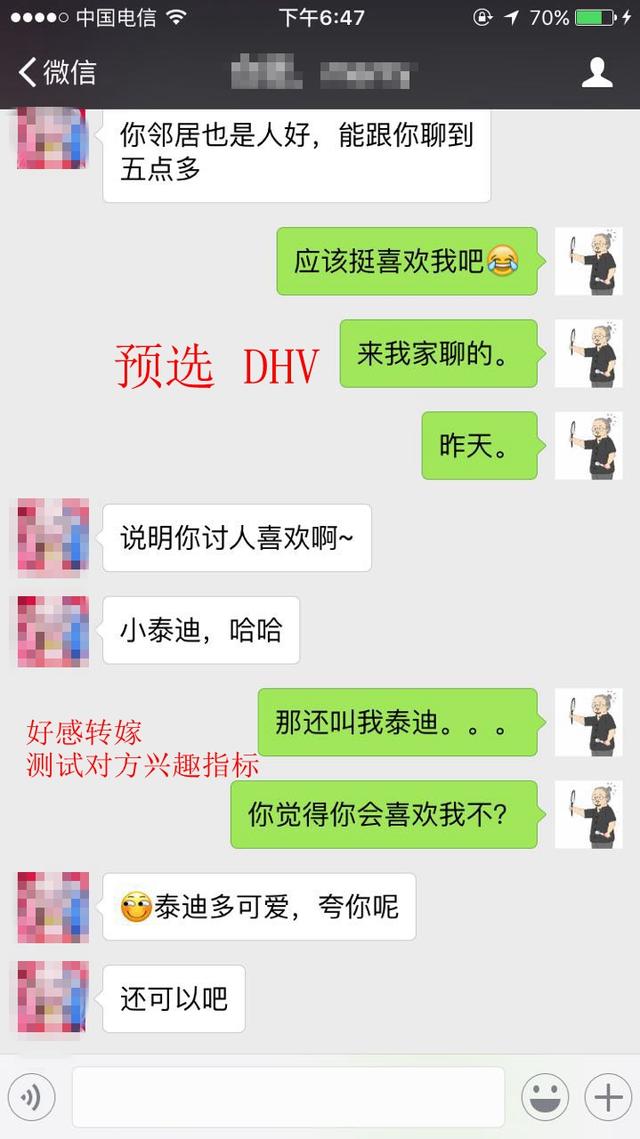 中国电信
下午6:47
70%
微信
你邻居也是人好，能跟你聊到
五点多
应该挺喜欢我吧😂
预选 DHV
来我家聊的。
昨天。
说明你讨人喜欢啊~
小泰迪，哈哈
那还叫我泰迪。。。
好感转嫁
测试对方兴趣指标
你觉得你会喜欢我不?
泰迪多可爱，夸你呢
还可以吧